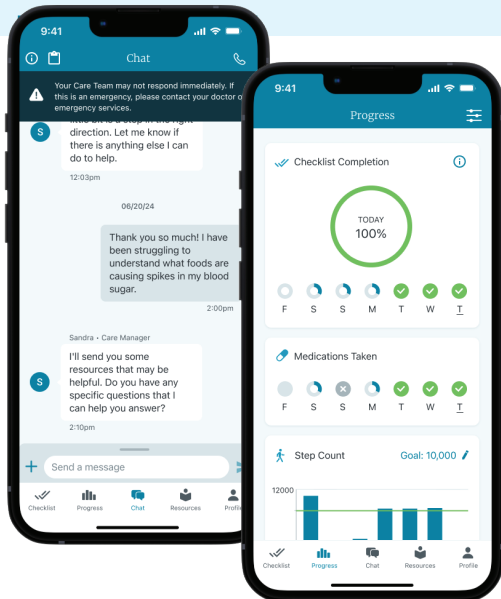 9:41
Chat
Your Care Team may not respond immediately. If
this is an emergency, please contact your doctor o
emergency services.
direction. Let me know if
there is anything else I can
do to help.
S
12:03pm
06/20/24
Thank you so much! I have
been struggling to
understand what foods are
causing spikes in my blood
sugar.
2:00pm
Sandra • Care Manager
I'll send you some
resources that may be
helpful. Do you have any
specific questions that I
can help you answer?
S
2:10pm
Send a message
Checklist
Progress
Chat
Resources
Profil
9:41
Progress
Checklist Completion
TODAY
100%
F S S M T W T
Medications Taken
F S S M T W T
Step Count
Goal: 10,000
12000
Checklist
Progress
Chat
Resources
Profile